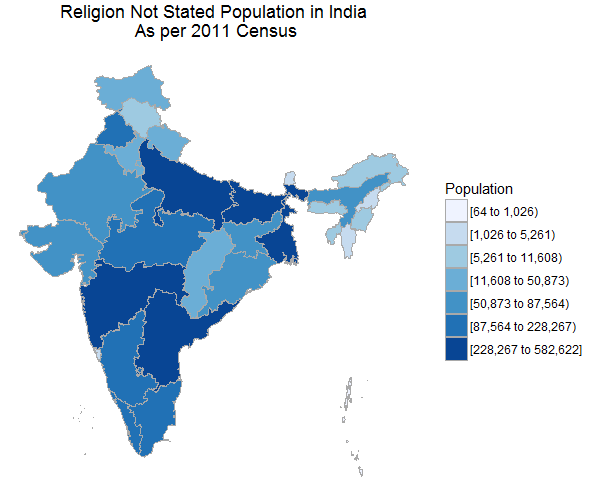 Religion Not Stated Population in India
As per 2011 Census
Population
[64 to 1,026)
[1,026 to 5,261)
[5,261 to 11,608)
[11,608 to 50,873)
[50,873 to 87,564)
[87,564 to 228,267)
[228,267 to 582,622]